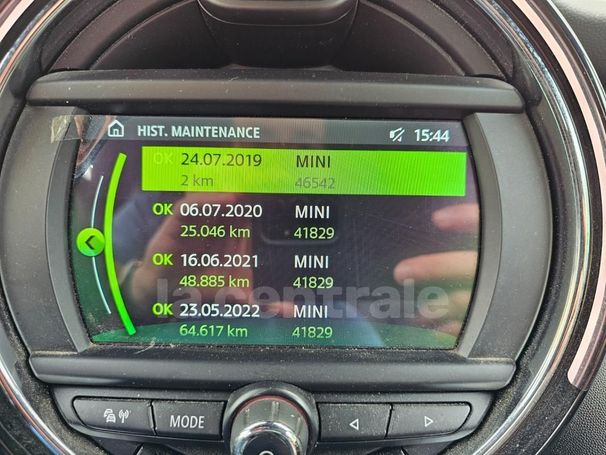 HIST. MAINTENANCE 15:44
OK 24.07.2019 MINI
2 km 46542
OK 06.07.2020 MINI
25.046 km 41829
OK 16.06.2021 MINI
48.885 km 41829
la centrale
OK 23.05.2022 MINI
64.617 km 41829
MODE